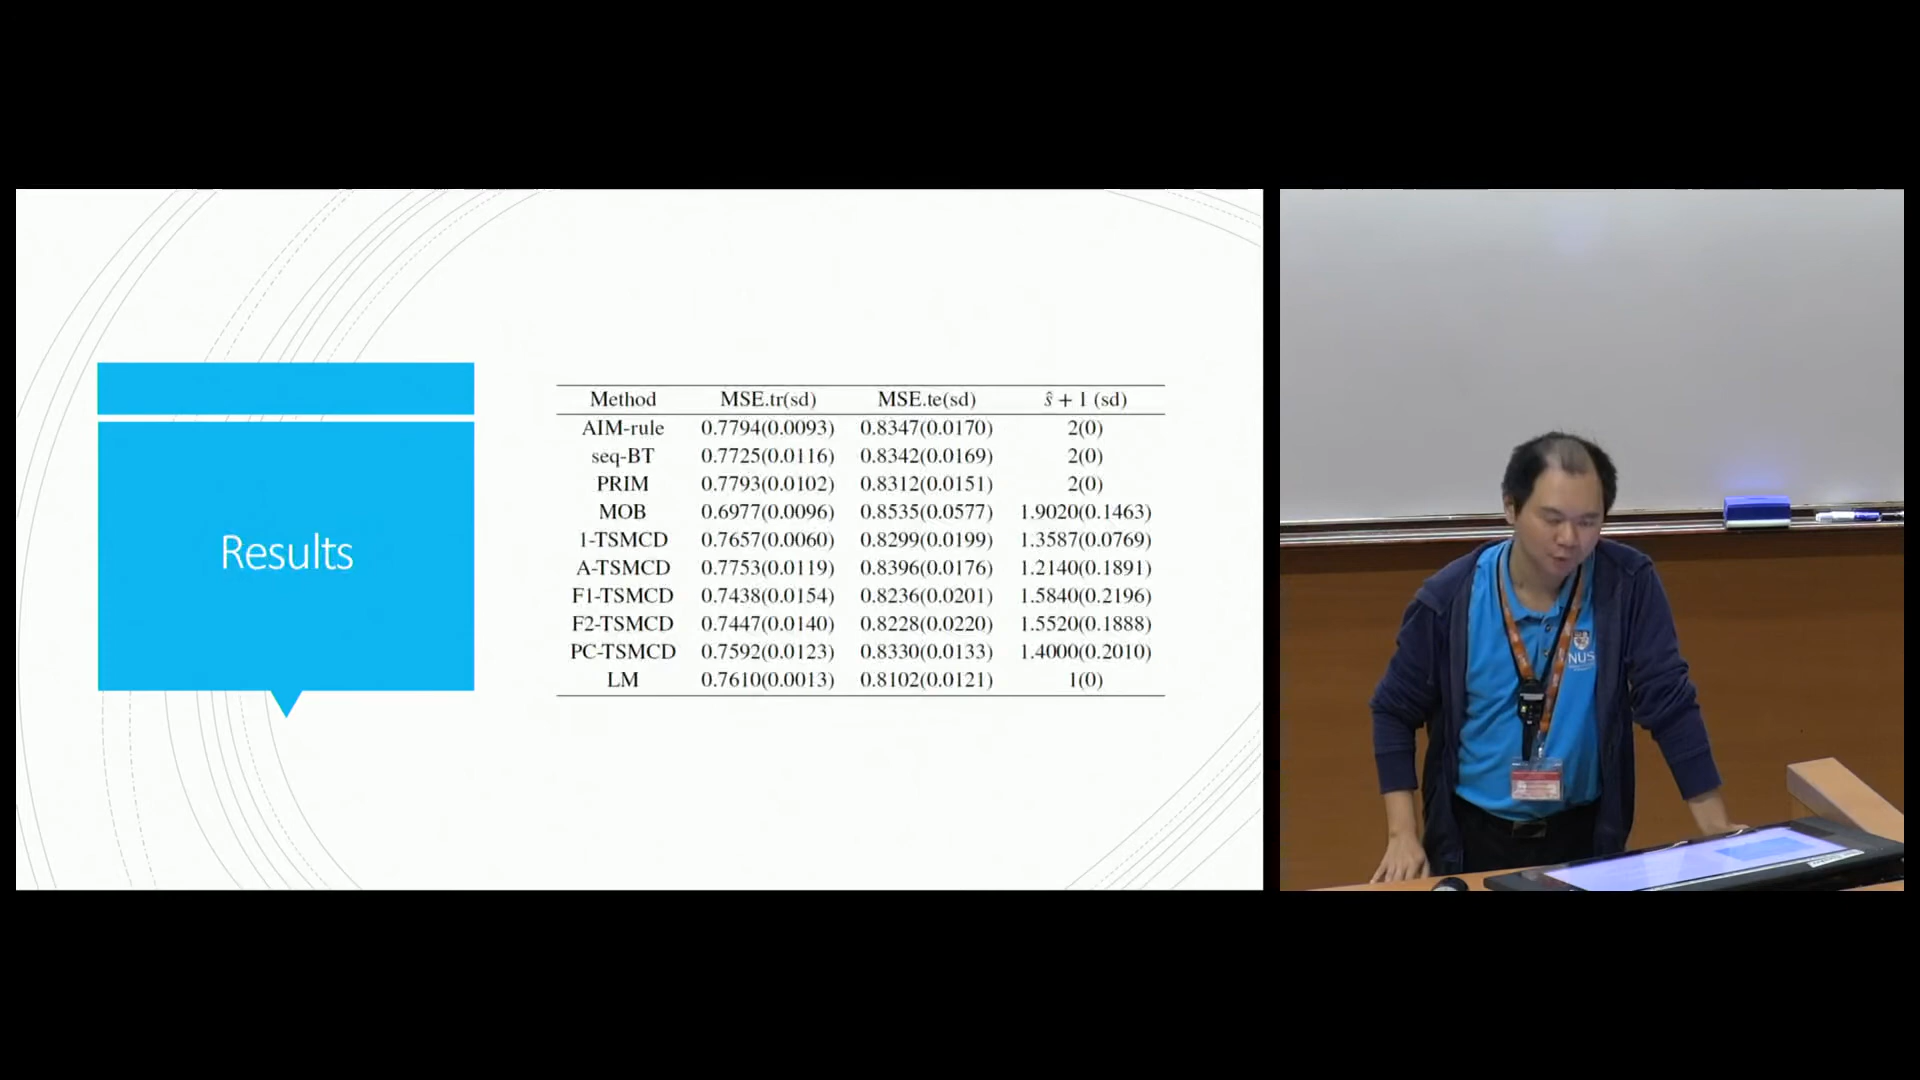 Results
Method MSE.tr(sd) MSE.te(sd) ŝ + 1 (sd)
AIM-rule 0.7794(0.0093) 0.8347(0.0170) 2(0)
seq-BT 0.7725(0.0116) 0.8342(0.0169) 2(0)
PRIM 0.7793(0.0102) 0.8312(0.0151) 2(0)
MOB 0.6977(0.0096) 0.8535(0.0577) 1.9020(0.1463)
1-TSMCD 0.7657(0.0060) 0.8299(0.0199) 1.3587(0.0769)
A-TSMCD 0.7753(0.0119) 0.8396(0.0176) 1.2140(0.1891)
F1-TSMCD 0.7438(0.0154) 0.8236(0.0201) 1.5840(0.2196)
F2-TSMCD 0.7447(0.0140) 0.8228(0.0220) 1.5520(0.1888)
PC-TSMCD 0.7592(0.0123) 0.8330(0.0133) 1.4000(0.2010)
LM 0.7610(0.0013) 0.8102(0.0121) 1(0)
NUS